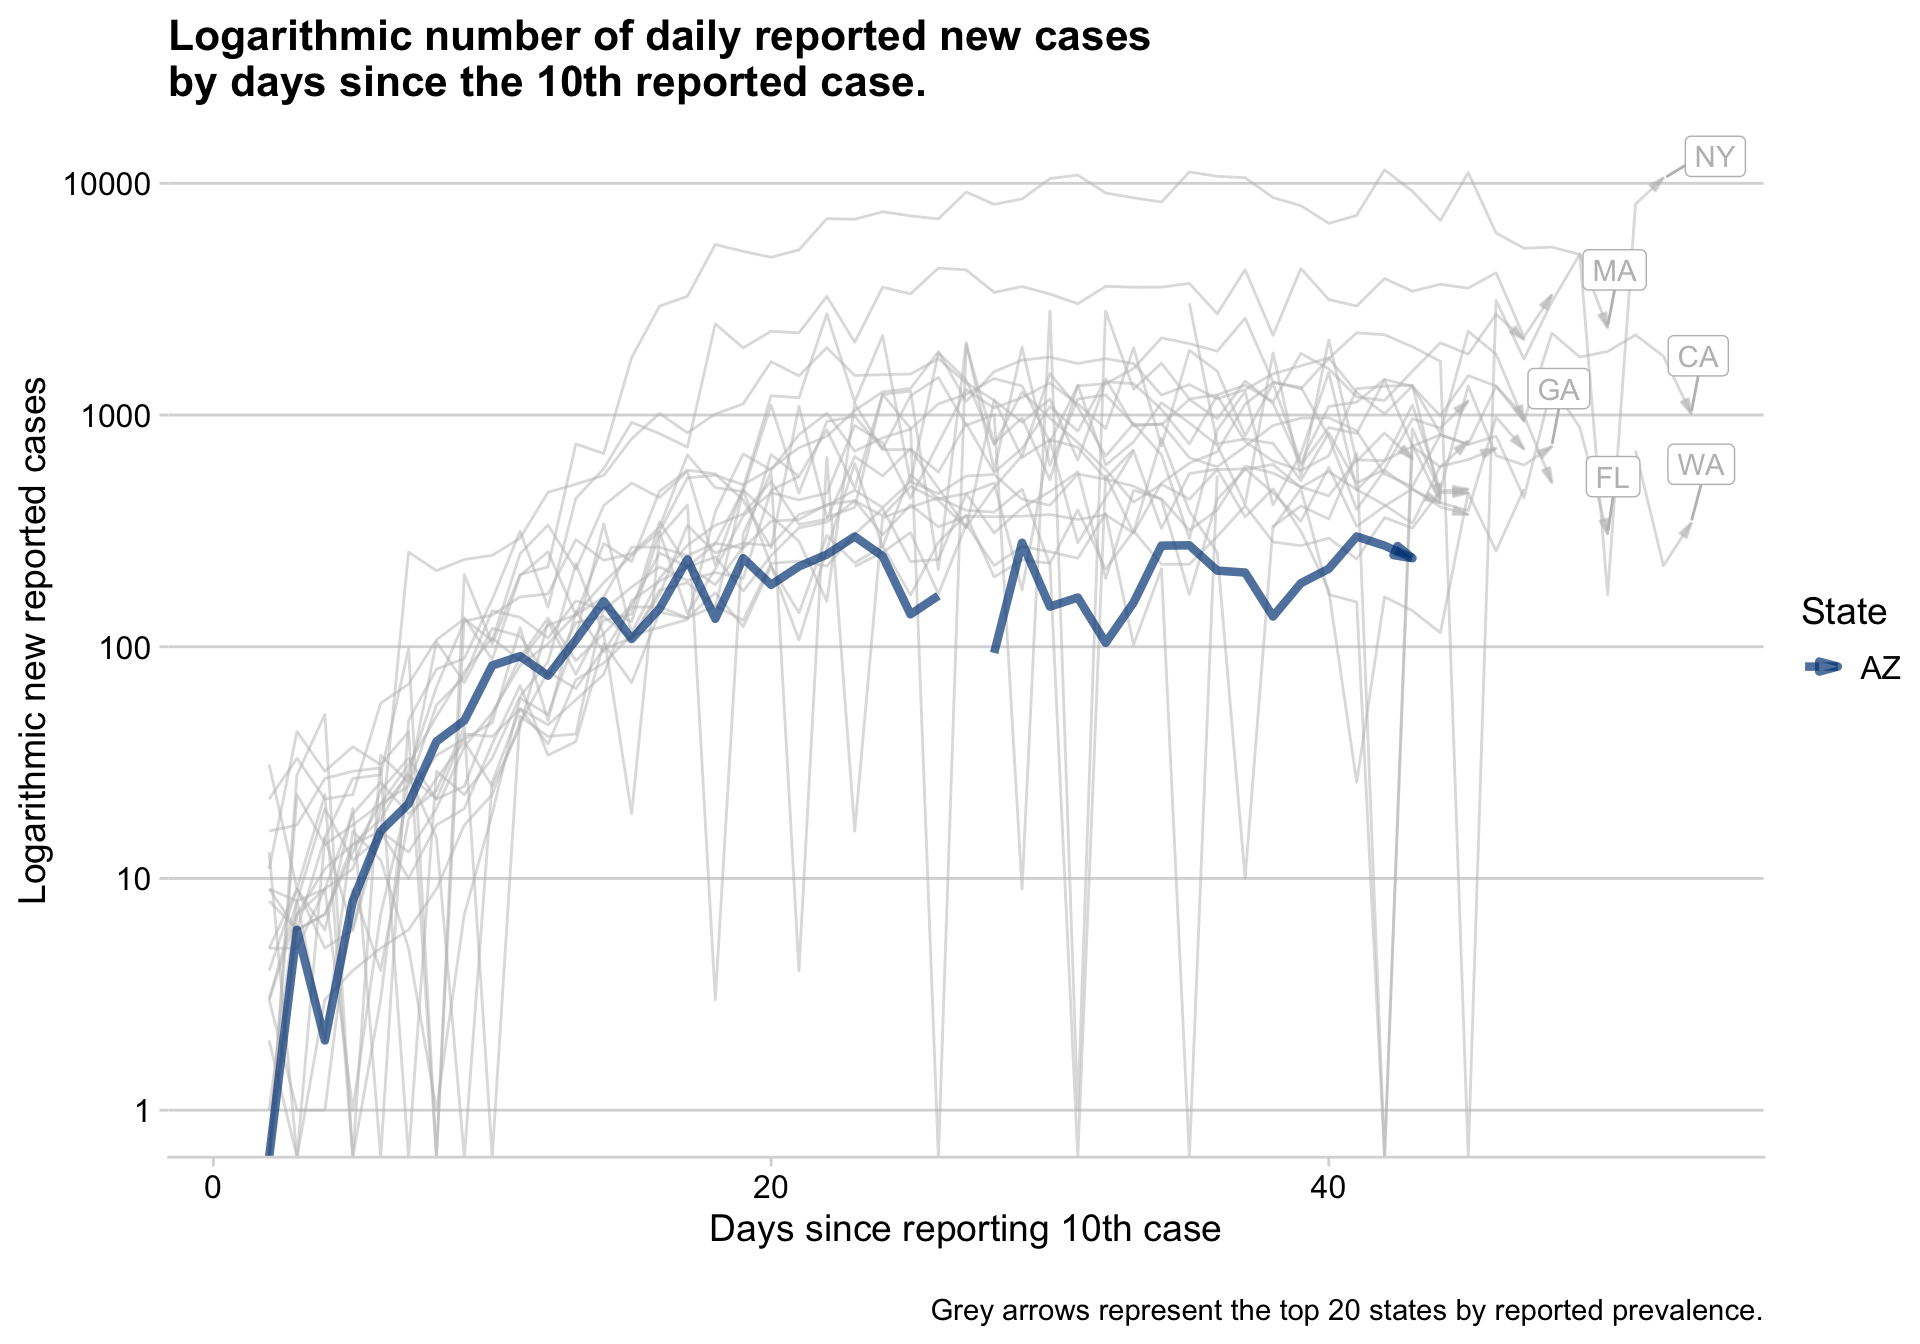 Logarithmic number of daily reported new cases
by days since the 10th reported case.
Logarithmic new reported cases
10000
1000
100
10
1
NY
MA
CA
GA
FL
WA
State
AZ
0
20
40
Days since reporting 10th case
Grey arrows represent the top 20 states by reported prevalence.